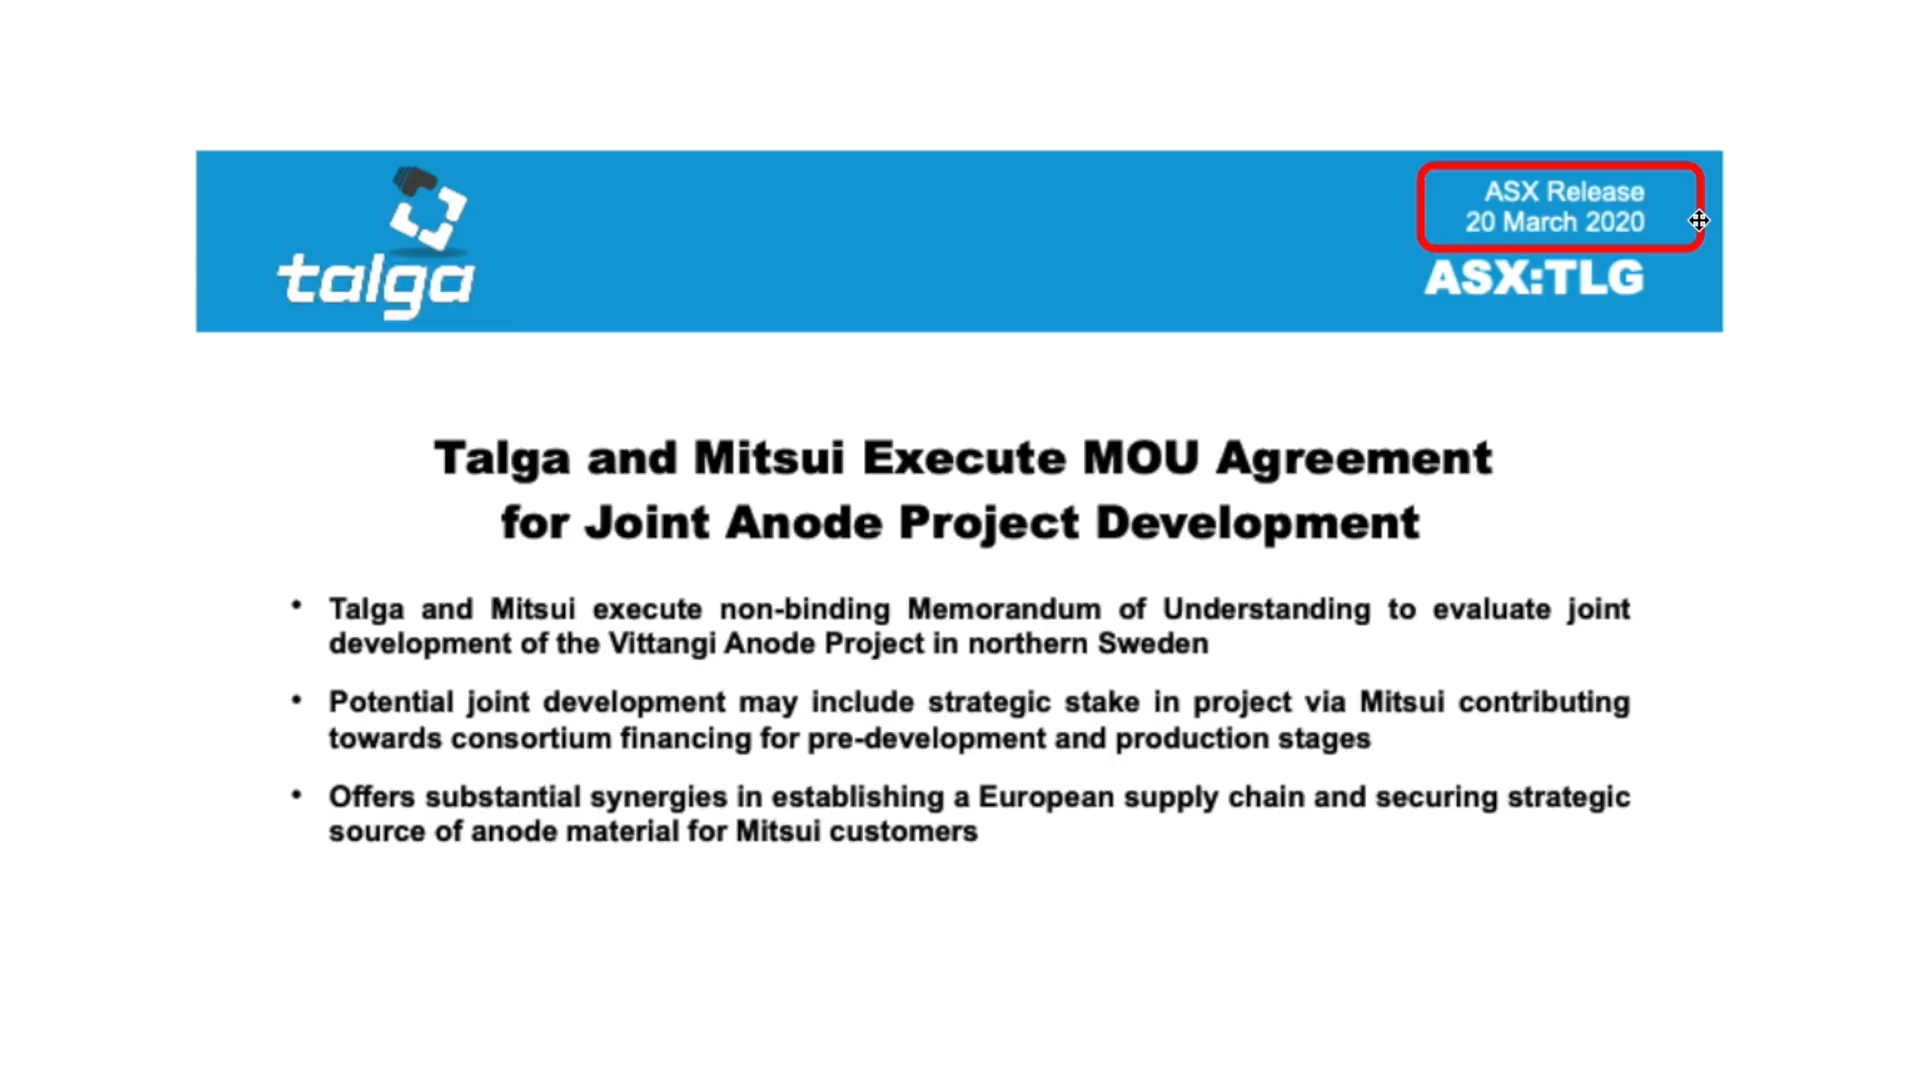 talga
ASX Release
20 March 2020
ASX:TLG
Talga and Mitsui Execute MOU Agreement
for Joint Anode Project Development
• Talga and Mitsui execute non-binding Memorandum of Understanding to evaluate joint
development of the Vittangi Anode Project in northern Sweden
• Potential joint development may include strategic stake in project via Mitsui contributing
towards consortium financing for pre-development and production stages
• Offers substantial synergies in establishing a European supply chain and securing strategic
source of anode material for Mitsui customers